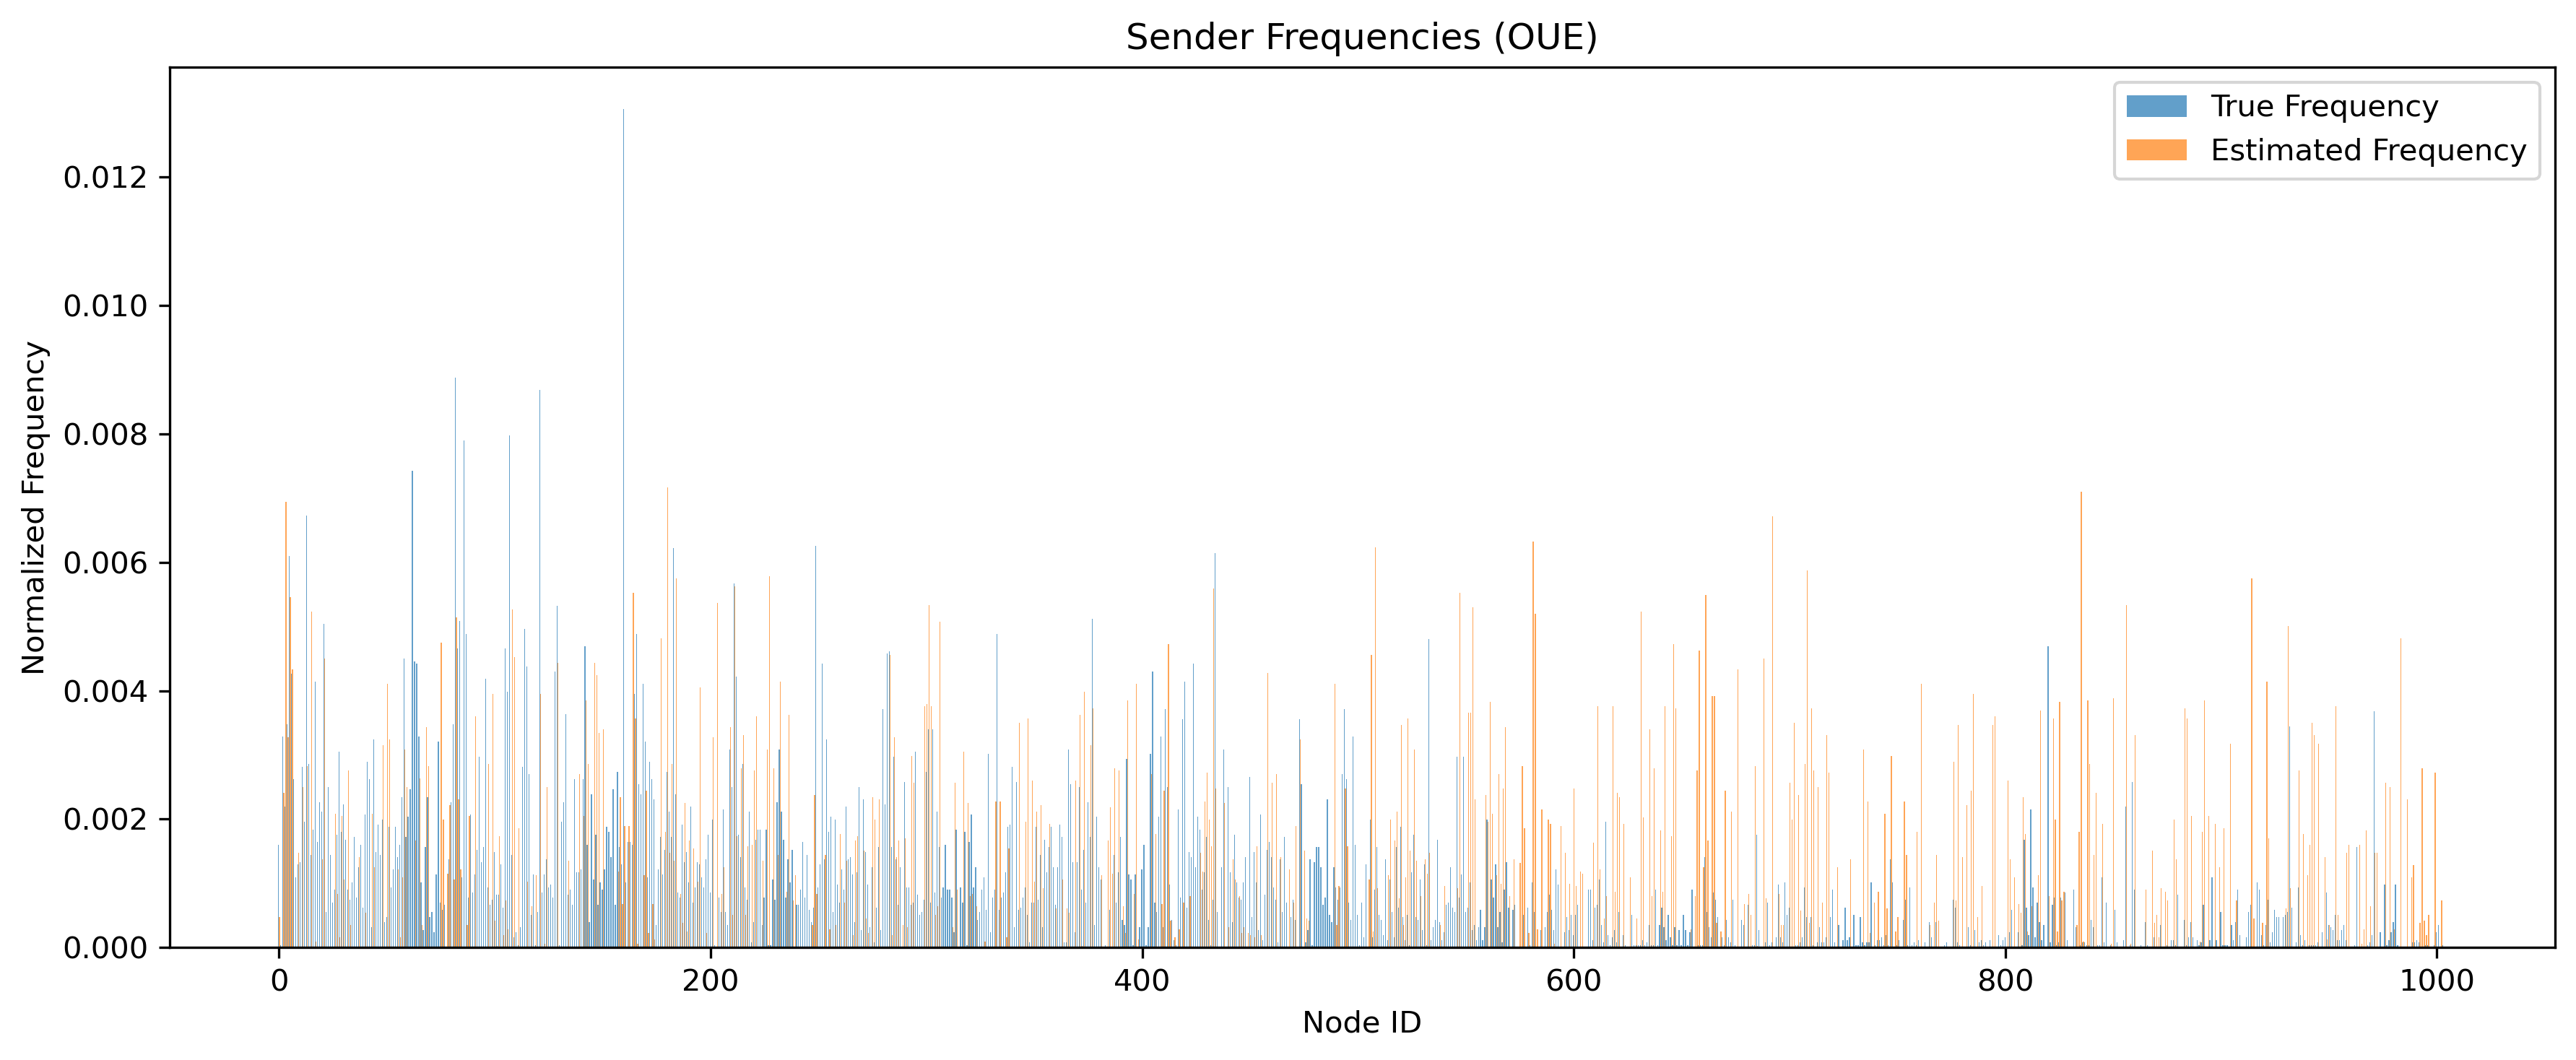 Sender Frequencies (OUE)
True Frequency
Estimated Frequency
Normalized Frequency
0.012
0.010
0.008
0.006
0.004
0.002
0.000
0
200
400
600
800
1000
Node ID